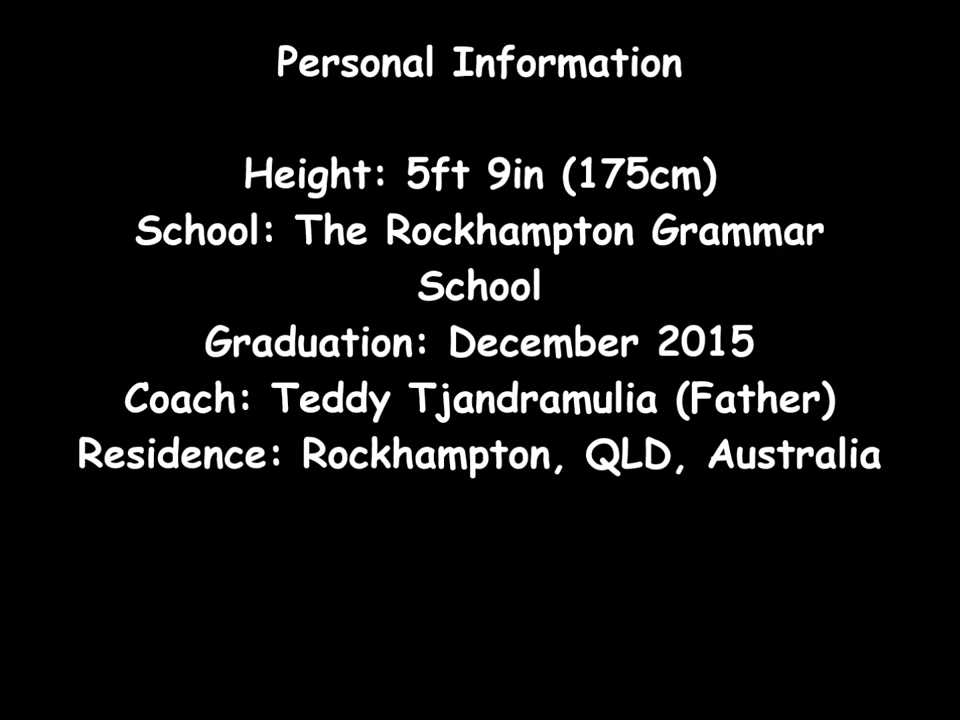 Personal Information
Height: 5ft 9in (175cm)
School: The Rockhampton Grammar
School
Graduation: December 2015
Coach: Teddy Tjandramulia (Father)
Residence: Rockhampton, QLD, Australia